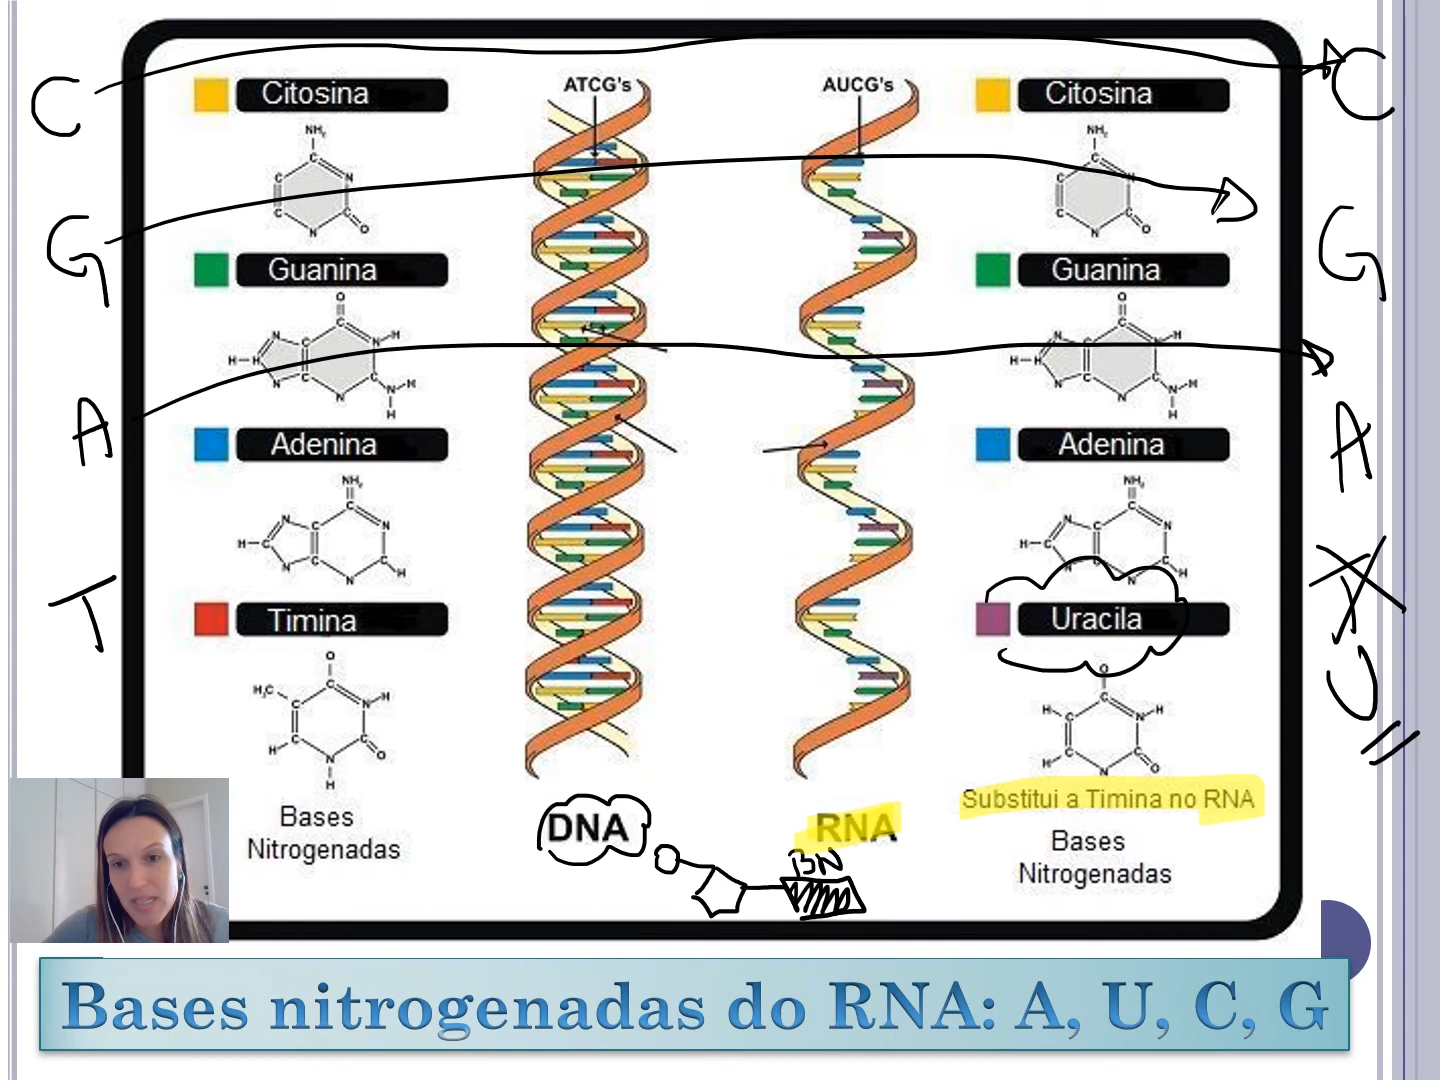 C
C
Citosina
ATCG's
AUCG's
Citosina
G
G
Guanina
Guanina
A
A
Adenina
Adenina
T
Timina
Uracila
U
Substitui a Timina no RNA
Bases
Nitrogenadas
DNA
RNA
BN
Bases
Nitrogenadas
Bases nitrogenadas do RNA: A, U, C, G